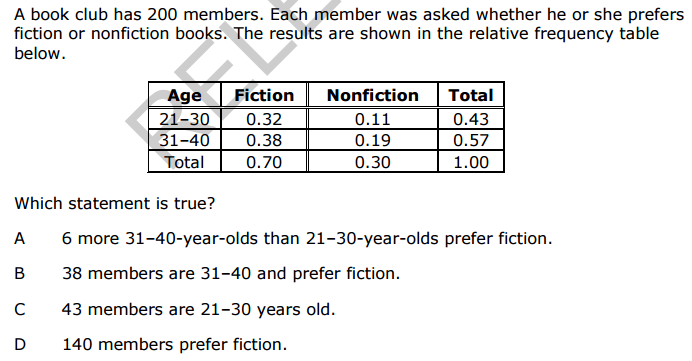 A book club has 200 members. Each member was asked whether he or she prefers
fiction or nonfiction books. The results are shown in the relative frequency table
below.
Age Fiction Nonfiction Total
21–30 0.32 0.11 0.43
31–40 0.38 0.19 0.57
Total 0.70 0.30 1.00
Which statement is true?
A 6 more 31–40-year-olds than 21–30-year-olds prefer fiction.
B 38 members are 31–40 and prefer fiction.
C 43 members are 21–30 years old.
D 140 members prefer fiction.